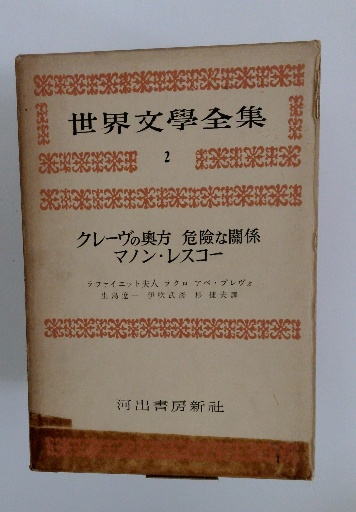 世界文學全集
2
クレーヴの奧方 危險な關係
マノン・レスコー
ラファイエット夫人 ラクロ アベ・プレヴォ
生島遼一 伊吹武彥 杉 捷夫譯
河出書房新社